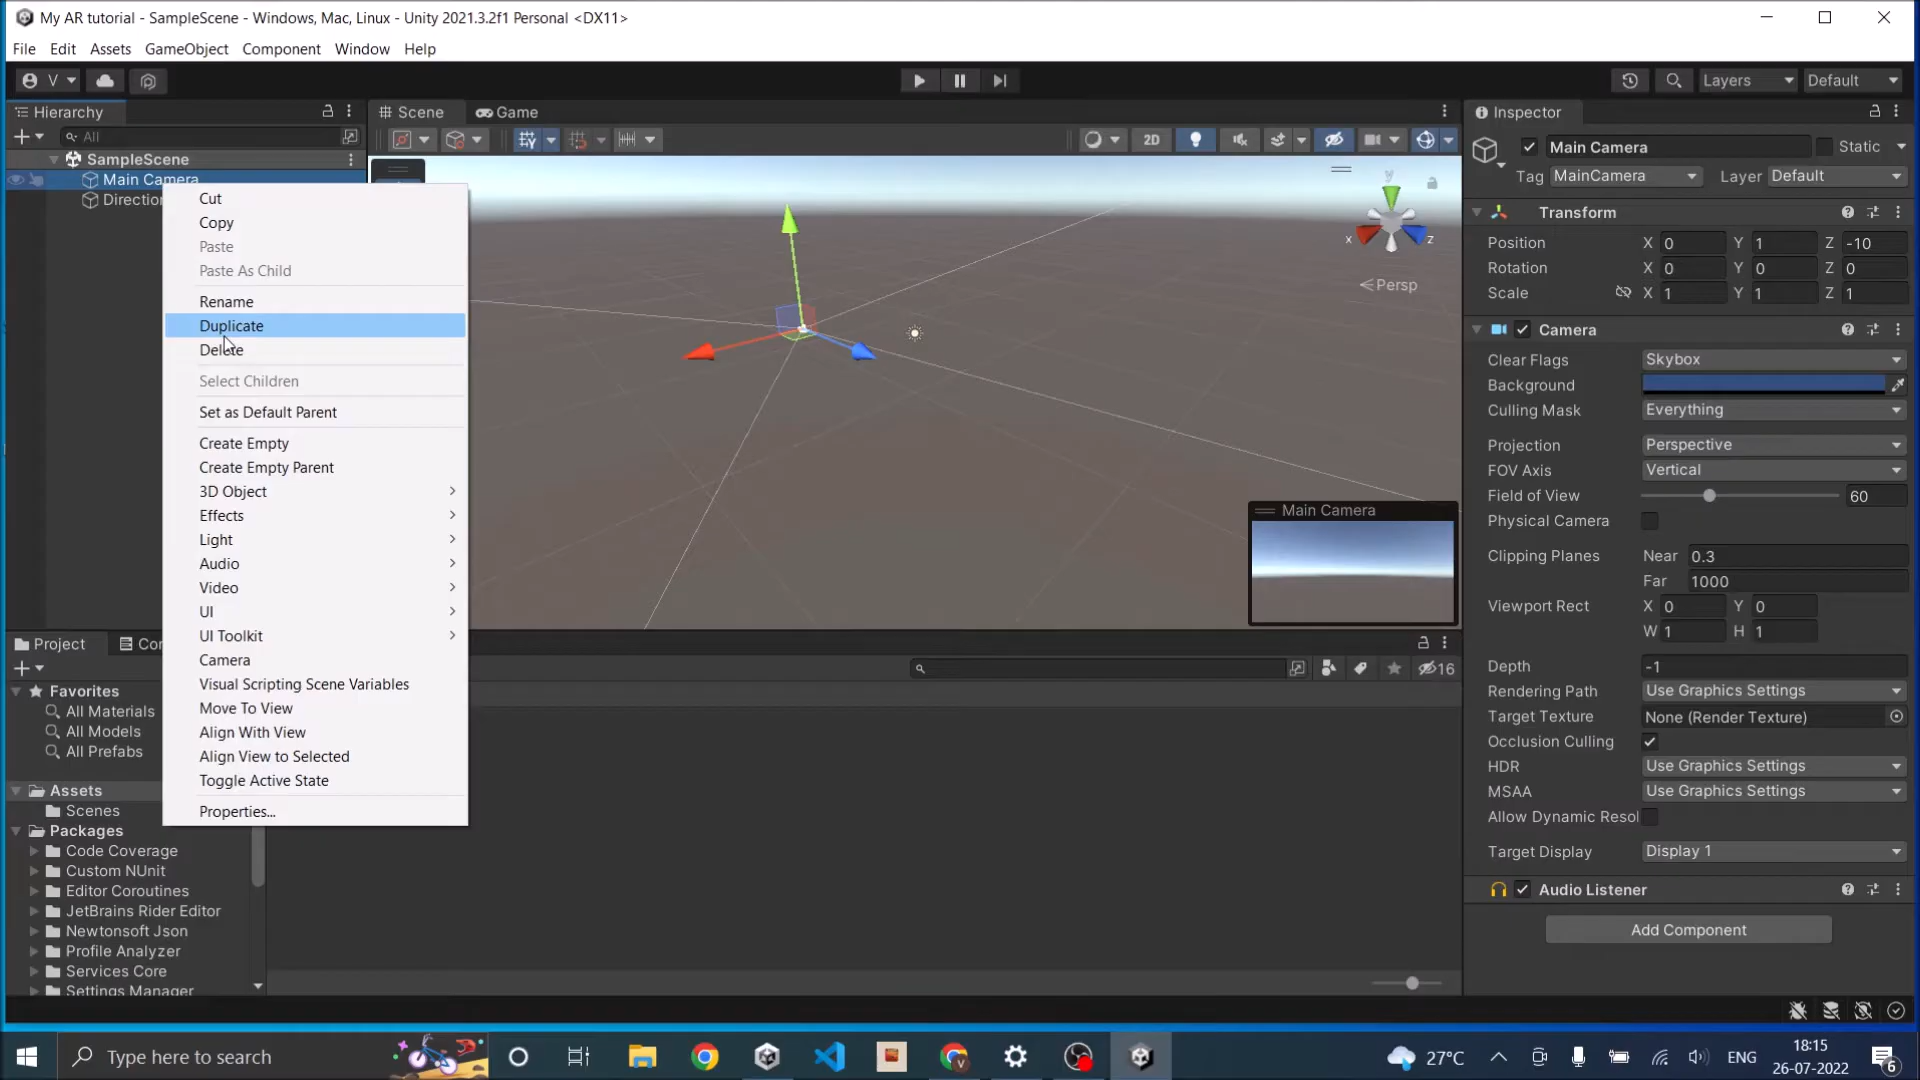 My AR tutorial - SampleScene - Windows, Mac, Linux - Unity 2021.3.2f1 Personal <DX11>
File Edit Assets GameObject Component Window Help
V Layers Default
Hierarchy
All
SampleScene
Main Camera
Direction
Cut
Copy
Paste
Paste As Child
Rename
Duplicate
Delete
Select Children
Set as Default Parent
Create Empty
Create Empty Parent
3D Object
Effects
Light
Audio
Video
UI
UI Toolkit
Camera
Visual Scripting Scene Variables
Move To View
Align With View
Align View to Selected
Toggle Active State
Properties...
Scene Game
2D
y
x z
Persp
Main Camera
Inspector
Main Camera Static
Tag MainCamera Layer Default
Transform
Position X 0 Y 1 Z -10
Rotation X 0 Y 0 Z 0
Scale X 1 Y 1 Z 1
Camera
Clear Flags Skybox
Background
Culling Mask Everything
Projection Perspective
FOV Axis Vertical
Field of View 60
Physical Camera
Clipping Planes Near 0.3
Far 1000
Viewport Rect X 0 Y 0
W 1 H 1
Depth -1
Rendering Path Use Graphics Settings
Target Texture None (Render Texture)
Occlusion Culling
HDR Use Graphics Settings
MSAA Use Graphics Settings
Allow Dynamic Resol
Target Display Display 1
Audio Listener
Add Component
Project Con
16
Favorites
All Materials
All Models
All Prefabs
Assets
Scenes
Packages
Code Coverage
Custom NUnit
Editor Coroutines
JetBrains Rider Editor
Newtonsoft Json
Profile Analyzer
Services Core
Settings Manager
Type here to search
27°C ENG
18:15
26-07-2022
6